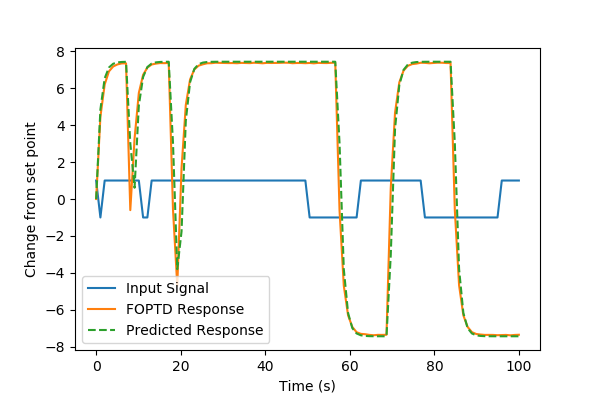 8
6
4
2
0
−2
−4
−6
−8
Change from set point
Input Signal
FOPTD Response
Predicted Response
0 20 40 60 80 100
Time (s)